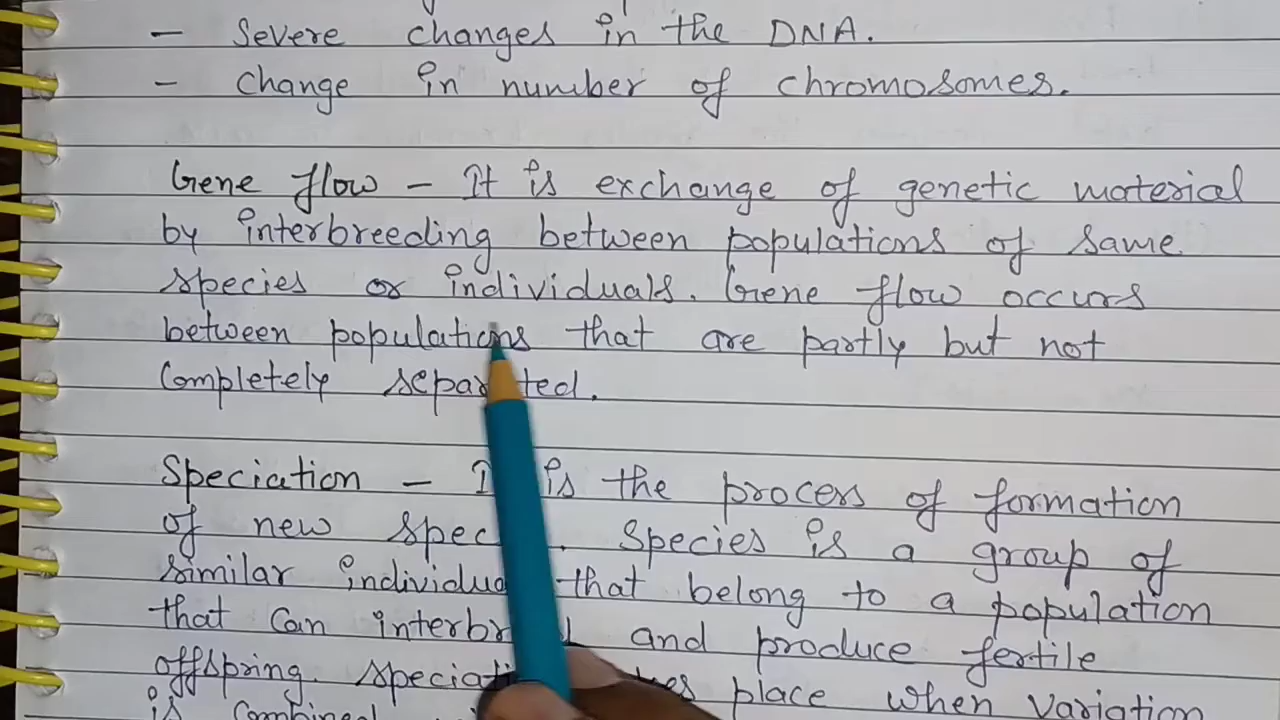 - Severe changes in the DNA.
- Change in number of chromosomes.
Gene flow - It is exchange of genetic material
by interbreeding between populations of same
species or individuals. Gene flow occurs
between populations that are partly but not
completely separated.
Speciation - It is the process of formation
of new Species is a group of
similar that belong to a population
that can and produce fertile
offspring. place when variation
is combined